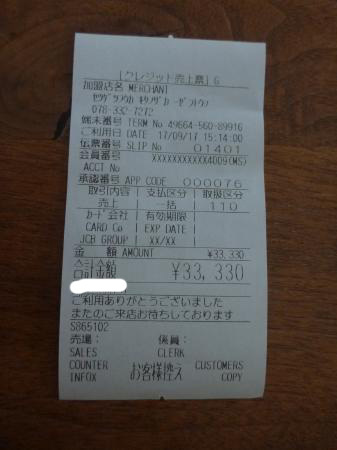 [クレジット売上票] G
加盟店名 MERCHANT
078-332-7272
端末番号 TERM No 49664-560-89916
ご利用日 DATE 17/09/17 15:14:00
伝票番号 SLIP No 01401
会員番号 XXXXXXXXXXXX4009(MS)
ACCT No
承認番号 APP CODE 000076
取引内容 支払区分 取扱区分
売上 一括 110
カード会社 有効期限
CARD Co EXP DATE
JCB GROUP XX/XX
金 額 AMOUNT ¥33,330
合計金額 ¥33,330
ご利用ありがとうございました
またのご来店お待ちしております
S865102
売場: 係員:
SALES CLERK
COUNTER お客様控え CUSTOMERS
INFOX COPY